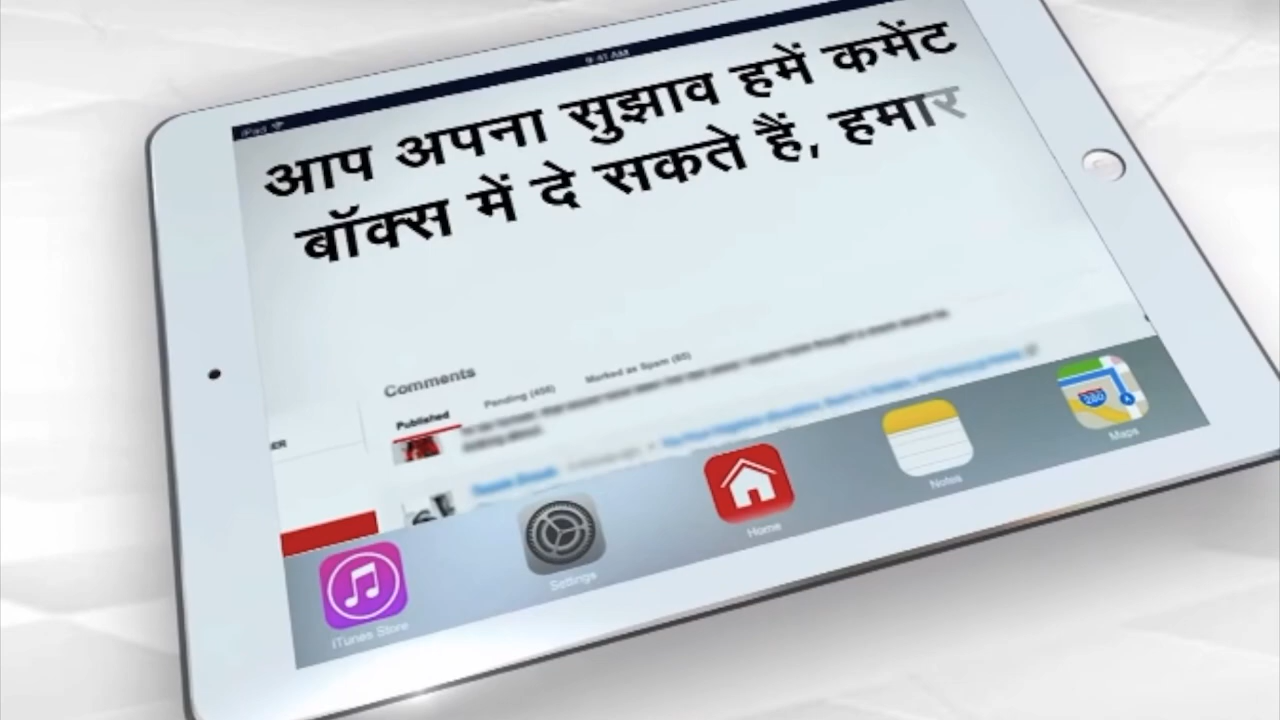 iPad 9:41 AM
आप अपना सुझाव हमें कमेंट
बॉक्स में दे सकते हैं, हमार
Comments
Published Pending (456) Marked as Spam (85)
ER
iTunes Store
Settings
Home
Notes
Maps
280